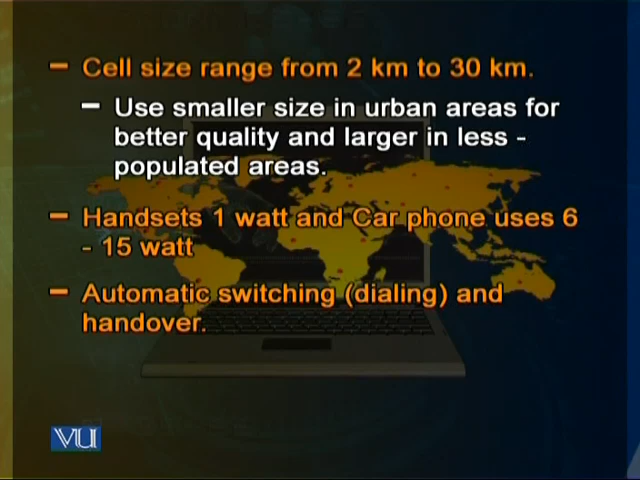 – Cell size range from 2 km to 30 km.
– Use smaller size in urban areas for
better quality and larger in less -
populated areas.
– Handsets 1 watt and Car phone uses 6
- 15 watt
– Automatic switching (dialing) and
handover.
VU